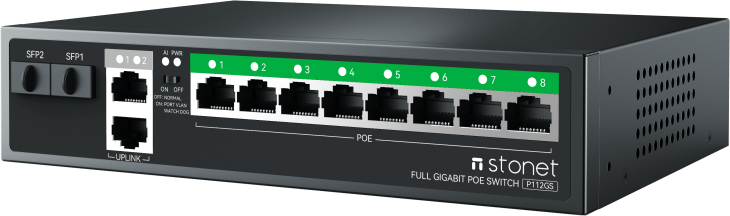 SFP2 SFP1
1 2
AI PWR
ON OFF
OFF: NORMAL
ON: PORT VLAN
WATCH DOG
UPLINK
1 2 3 4 5 6 7 8
POE
stonet
FULL GIGABIT POE SWITCH P112GS